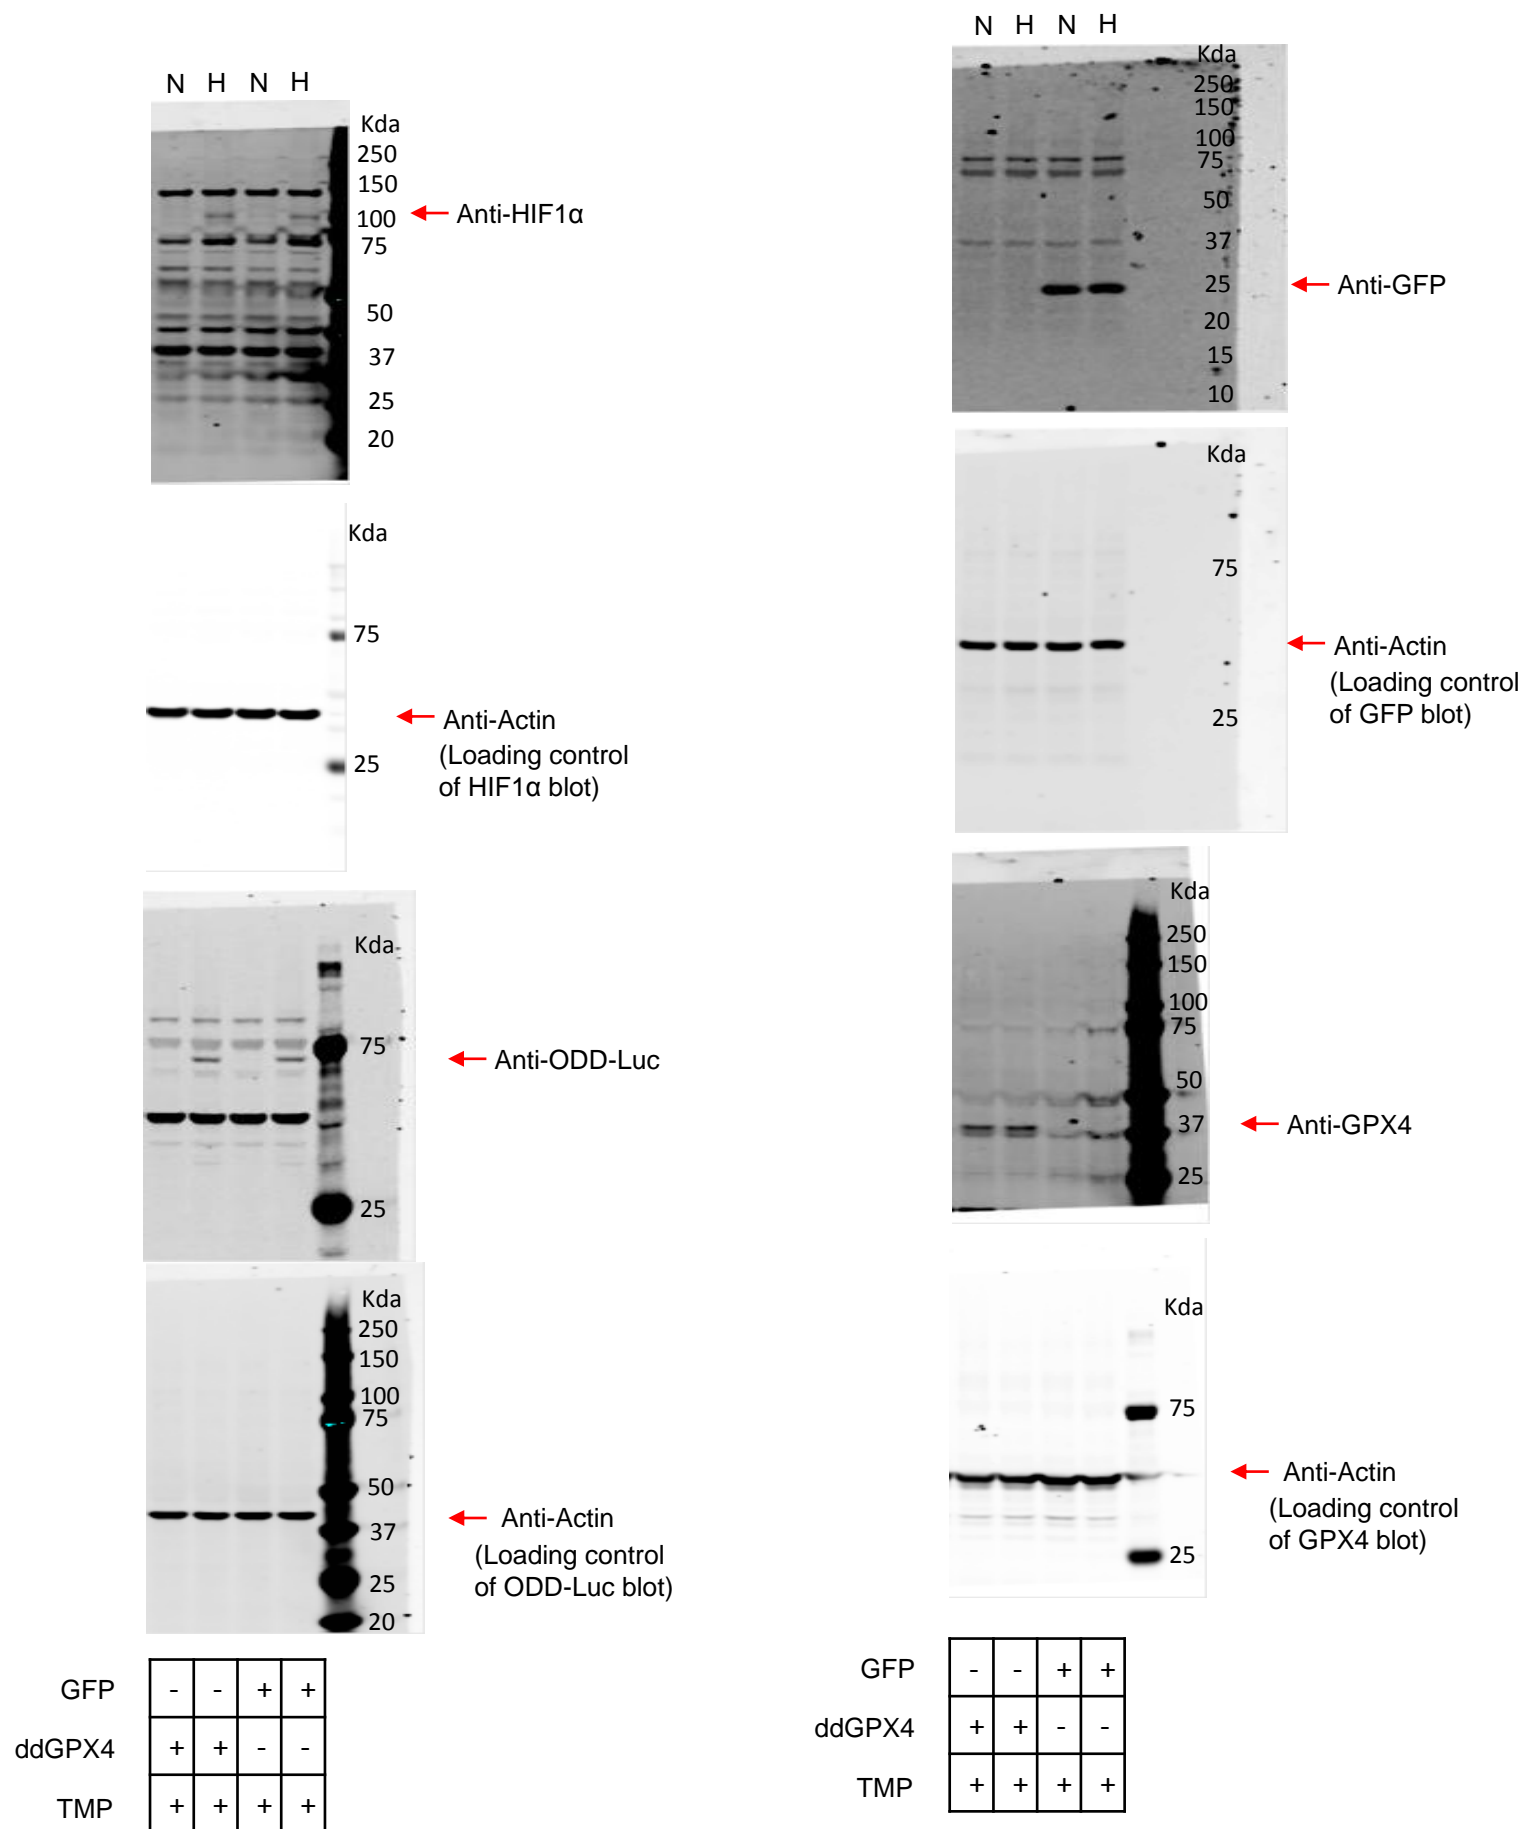 N H N H
Kda
250
150
100
75
50
37
25
20
Anti-HIF1α
Kda
75
25
Anti-Actin
(Loading control
of HIF1α blot)
Kda
75
25
Anti-ODD-Luc
Kda
250
150
100
75
50
37
25
20
Anti-Actin
(Loading control
of ODD-Luc blot)
GFP - - + +
ddGPX4 + + - -
TMP + + + +
N H N H
Kda
250
150
100
75
50
37
25
20
15
10
Anti-GFP
Kda
75
25
Anti-Actin
(Loading control
of GFP blot)
Kda
250
150
100
75
50
37
25
Anti-GPX4
Kda
75
25
Anti-Actin
(Loading control
of GPX4 blot)
GFP - - + +
ddGPX4 + + - -
TMP + + + +